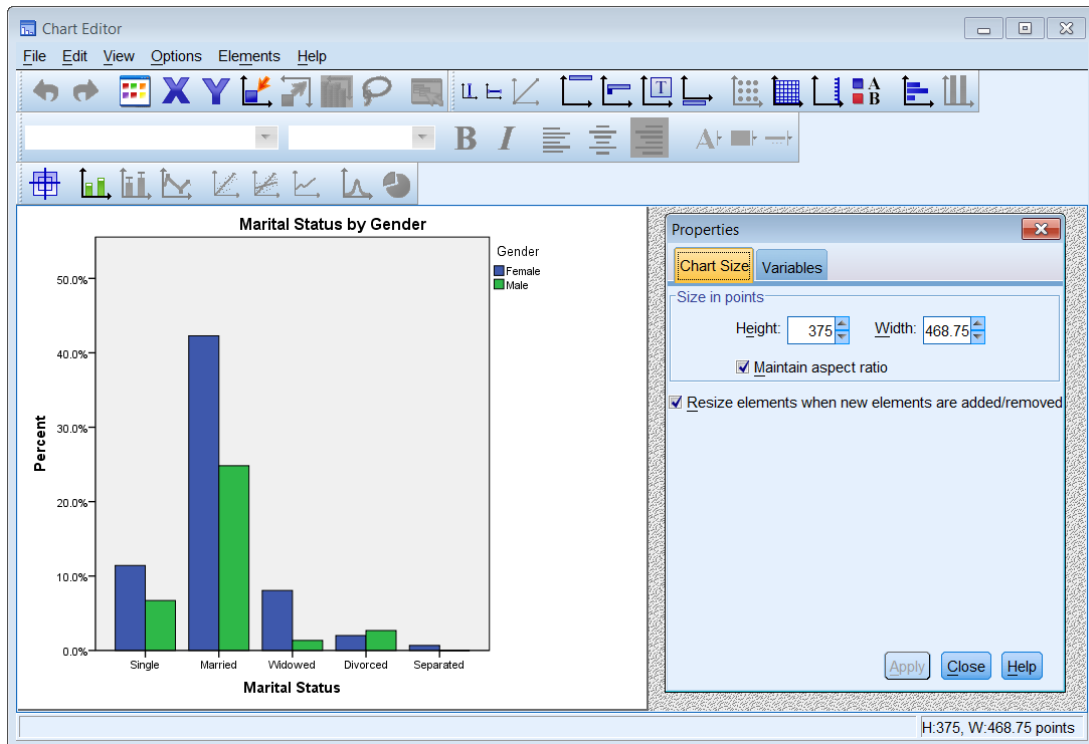 Chart Editor
File Edit View Options Elements Help
X Y T A B
B I A
Marital Status by Gender
Gender
Female
Male
50.0%
40.0%
30.0%
20.0%
10.0%
0.0%
Percent
Single Married Widowed Divorced Separated
Marital Status
Properties
Chart Size Variables
Size in points
Height: 375 Width: 468.75
Maintain aspect ratio
Resize elements when new elements are added/removed
Apply Close Help
H:375, W:468.75 points